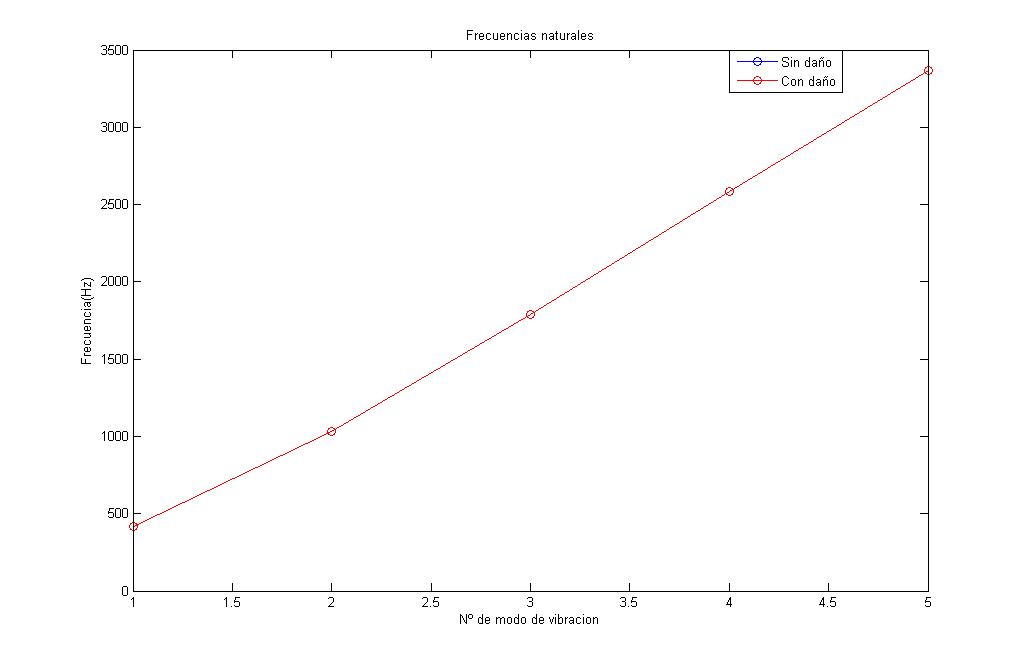 Frecuencias naturales
3500
3000
2500
2000
1500
1000
500
0
Frecuencia(Hz)
Sin daño
Con daño
1 1.5 2 2.5 3 3.5 4 4.5 5
Nº de modo de vibracion